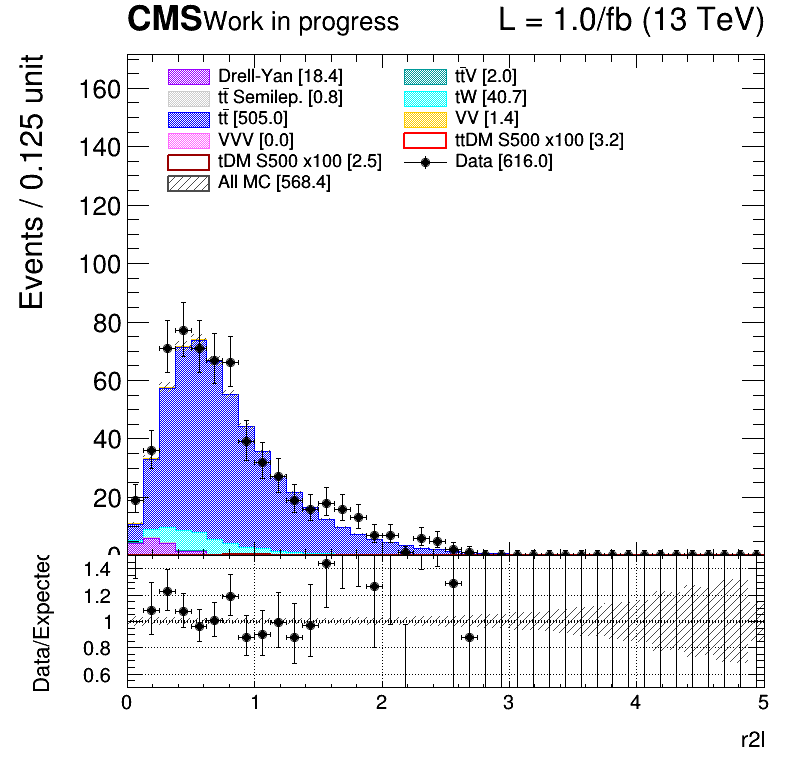 CMS Work in progress L = 1.0/fb (13 TeV)
Events / 0.125 unit
160
140
120
100
80
60
40
20
0
Drell-Yan [18.4] tt̄V [2.0]
tt̄ Semilep. [0.8] tW [40.7]
tt̄ [505.0] VV [1.4]
VVV [0.0] ttDM S500 x100 [3.2]
tDM S500 x100 [2.5] Data [616.0]
All MC [568.4]
Data/Expected
1.4
1.2
1
0.8
0.6
0 1 2 3 4 5
r2l